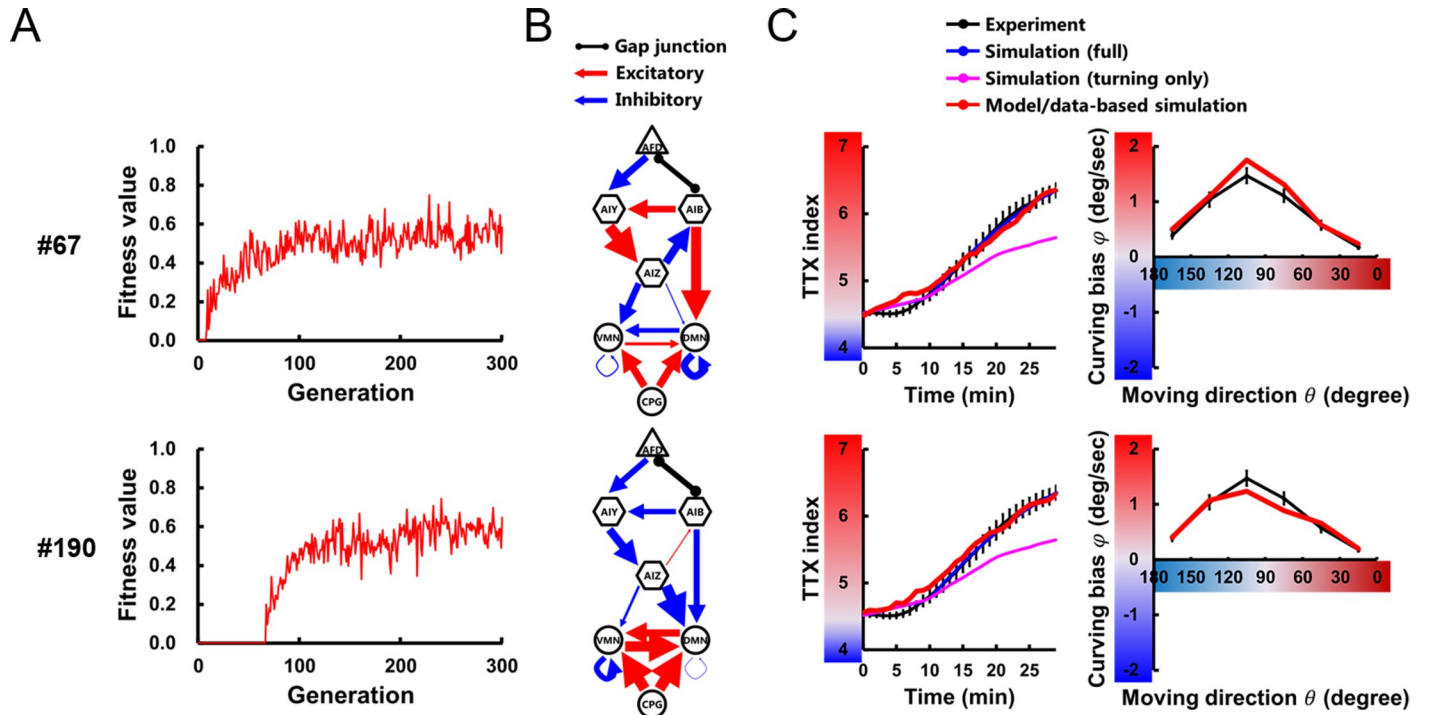 A
B
C
Gap junction
Excitatory
Inhibitory
Experiment
Simulation (full)
Simulation (turning only)
Model/data-based simulation
#67
Fitness value
1.0
0.8
0.6
0.4
0.2
0.0
0 100 200 300
Generation
AFD
AIY
AIB
AIZ
VMN
DMN
CPG
TTX index
7
6
5
4
0 5 10 15 20 25
Time (min)
Curving bias φ (deg/sec)
2
1
0
-1
-2
180 150 120 90 60 30 0
Moving direction θ (degree)
#190
Fitness value
1.0
0.8
0.6
0.4
0.2
0.0
0 100 200 300
Generation
AFD
AIY
AIB
AIZ
VMN
DMN
CPG
TTX index
7
6
5
4
0 5 10 15 20 25
Time (min)
Curving bias φ (deg/sec)
2
1
0
-1
-2
180 150 120 90 60 30 0
Moving direction θ (degree)